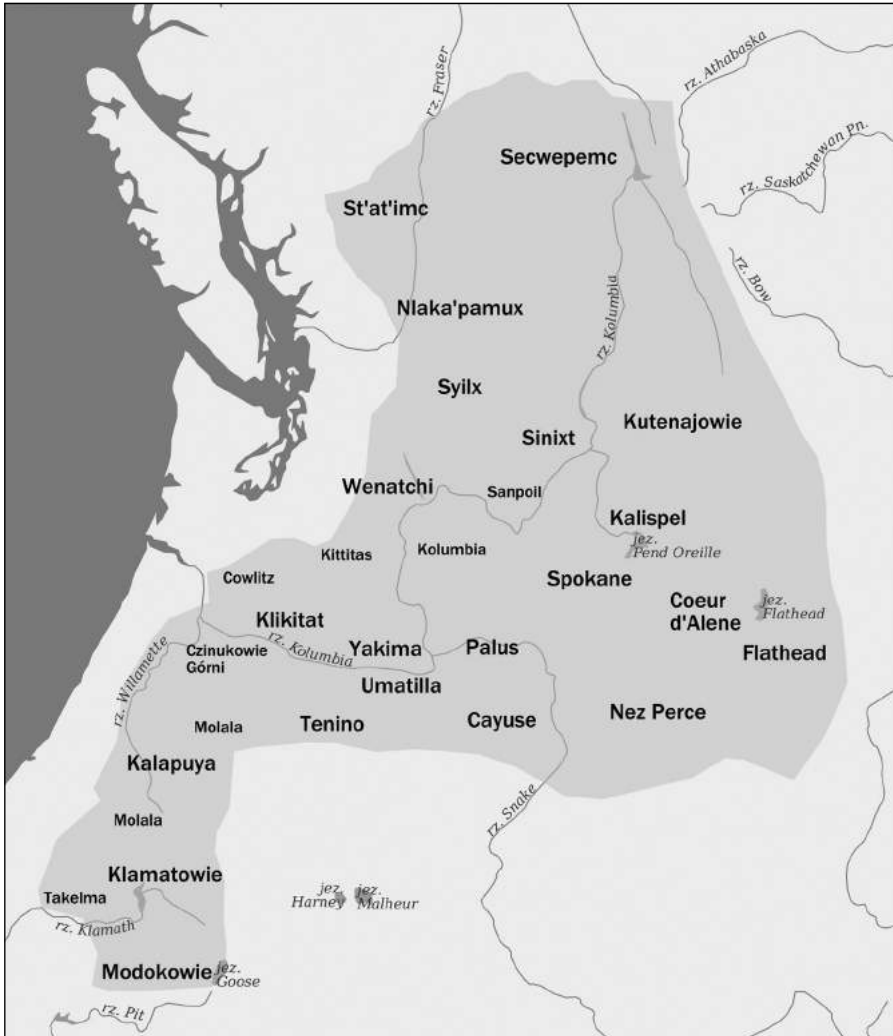 rz. Fraser
rz. Athabaska
Secwepemc
rz. Saskatchewan Pn.
St'at'imc
rz. Bow
Nlaka'pamux
rz. Kolumbia
Syilx
Kutenajowie
Sinixt
Wenatchi
Sanpoil
Kalispel
jez.
Pend Oreille
Kittitas
Kolumbia
Cowlitz
Spokane
Coeur
d'Alene
jez.
Flathead
Klikitat
rz. Kolumbia
Yakima
Palus
Czinukowie
Górni
Flathead
rz. Willamette
Umatilla
Molala
Tenino
Cayuse
Nez Perce
Kalapuya
rz. Snake
Molala
Klamatowie
jez.
Harney
jez.
Malheur
Takelma
rz. Klamath
Modokowie
jez.
Goose
rz. Pit